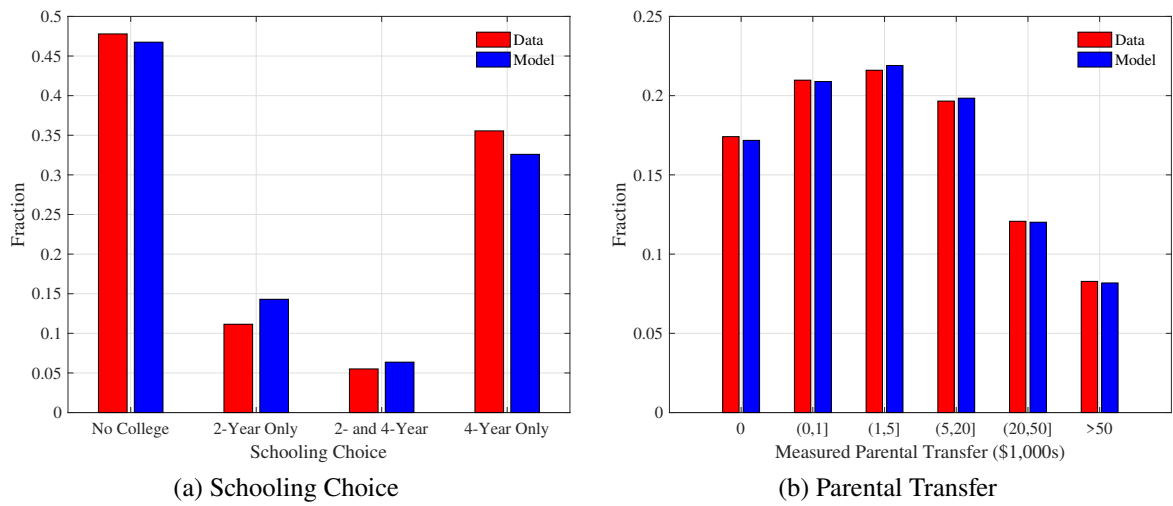 0.5
0.45
0.4
0.35
0.3
0.25
0.2
0.15
0.1
0.05
0
Fraction
Data
Model
No College
2-Year Only
2- and 4-Year
4-Year Only
Schooling Choice
(a) Schooling Choice
0.25
0.2
0.15
0.1
0.05
0
Fraction
Data
Model
0
(0,1]
(1,5]
(5,20]
(20,50]
>50
Measured Parental Transfer ($1,000s)
(b) Parental Transfer